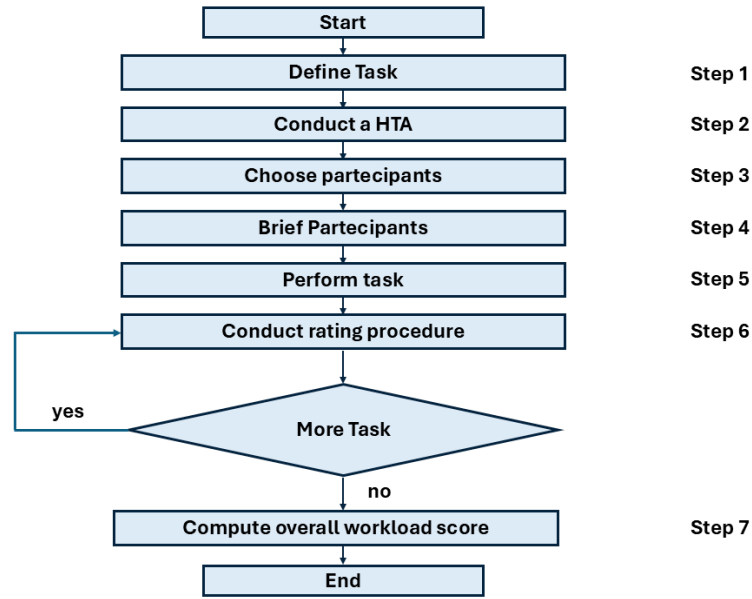 Start
Define Task
Step 1
Conduct a HTA
Step 2
Choose partecipants
Step 3
Brief Partecipants
Step 4
Perform task
Step 5
Conduct rating procedure
Step 6
yes
More Task
no
Compute overall workload score
Step 7
End